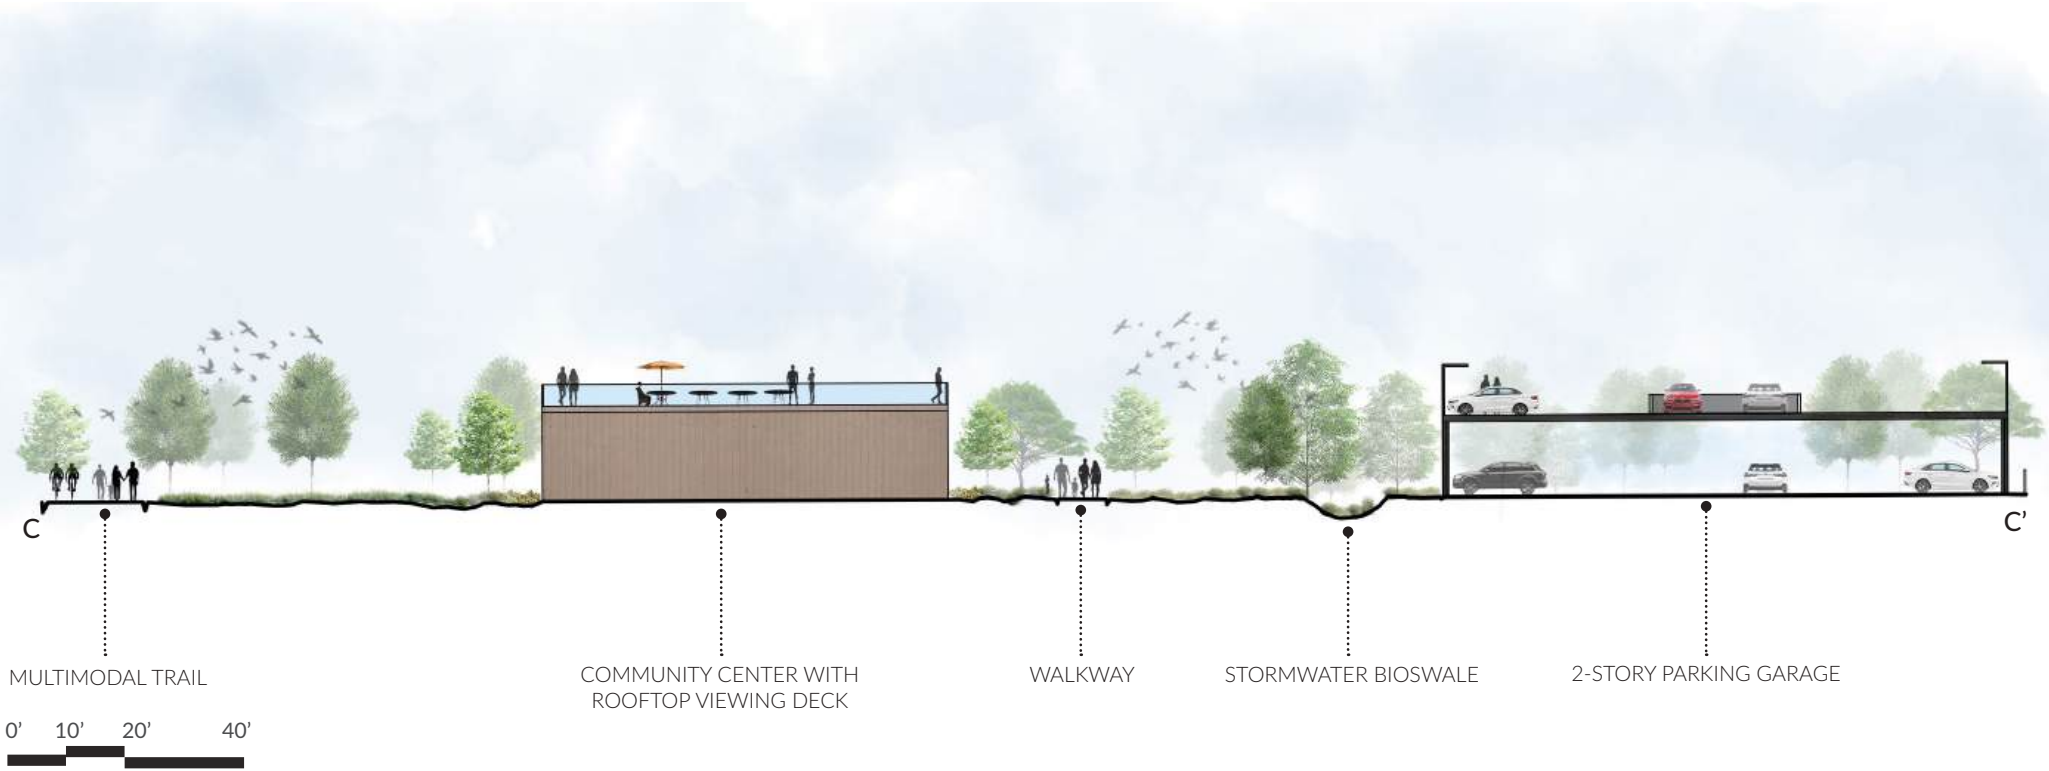 C
C’
MULTIMODAL TRAIL
COMMUNITY CENTER WITH
ROOFTOP VIEWING DECK
WALKWAY
STORMWATER BIOSWALE
2-STORY PARKING GARAGE
0’ 10’ 20’ 40’